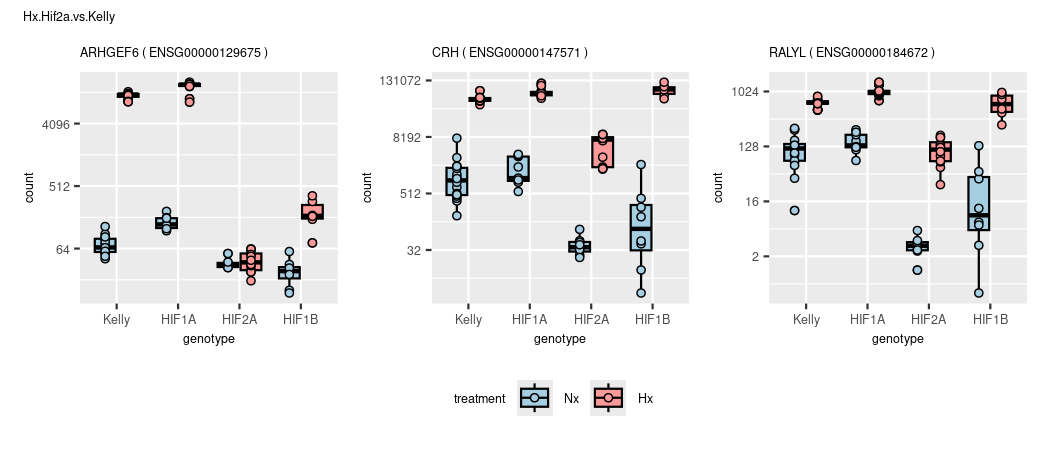 Hx.Hif2a.vs.Kelly
ARHGEF6 ( ENSG00000129675 )
count
4096
512
64
Kelly HIF1A HIF2A HIF1B
genotype
CRH ( ENSG00000147571 )
count
131072
8192
512
32
Kelly HIF1A HIF2A HIF1B
genotype
RALYL ( ENSG00000184672 )
count
1024
128
16
2
Kelly HIF1A HIF2A HIF1B
genotype
treatment Nx Hx